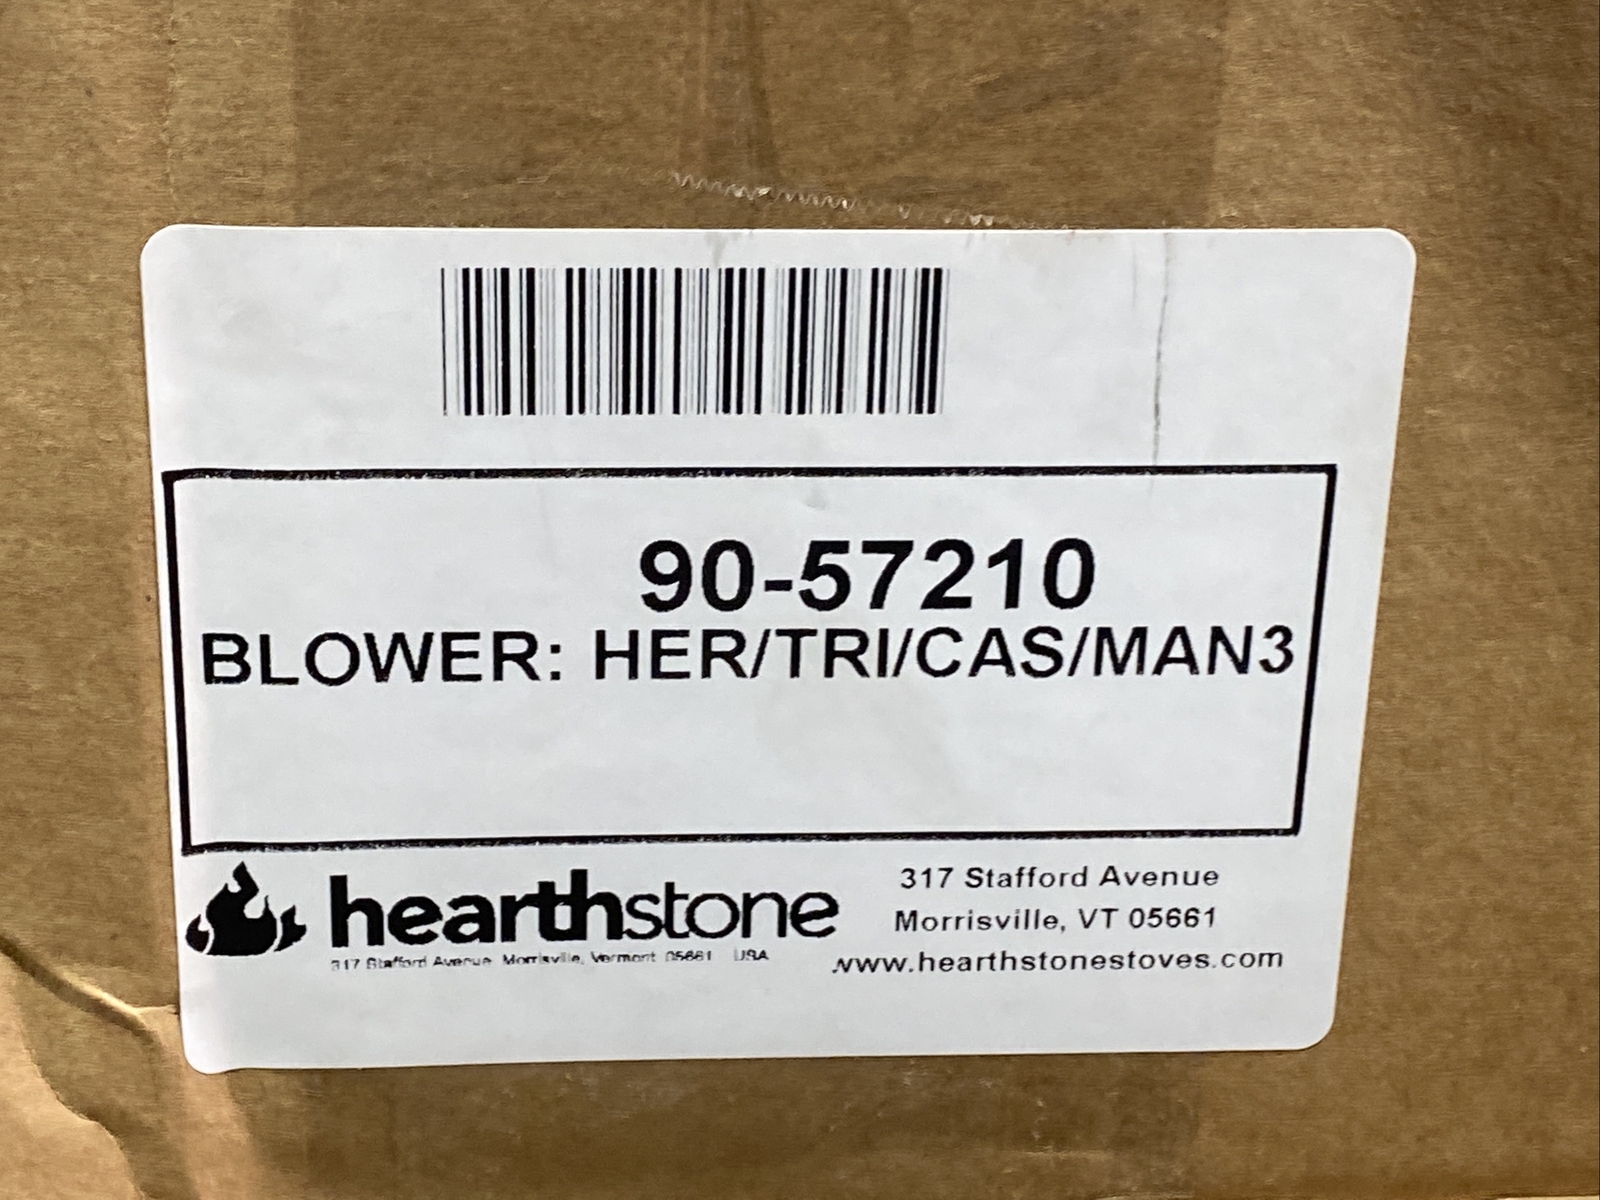 90-57210
BLOWER: HER/TRI/CAS/MAN3
hearthstone
317 Stafford Avenue Morrisville, Vermont 05661 USA
317 Stafford Avenue
Morrisville, VT 05661
www.hearthstonestoves.com